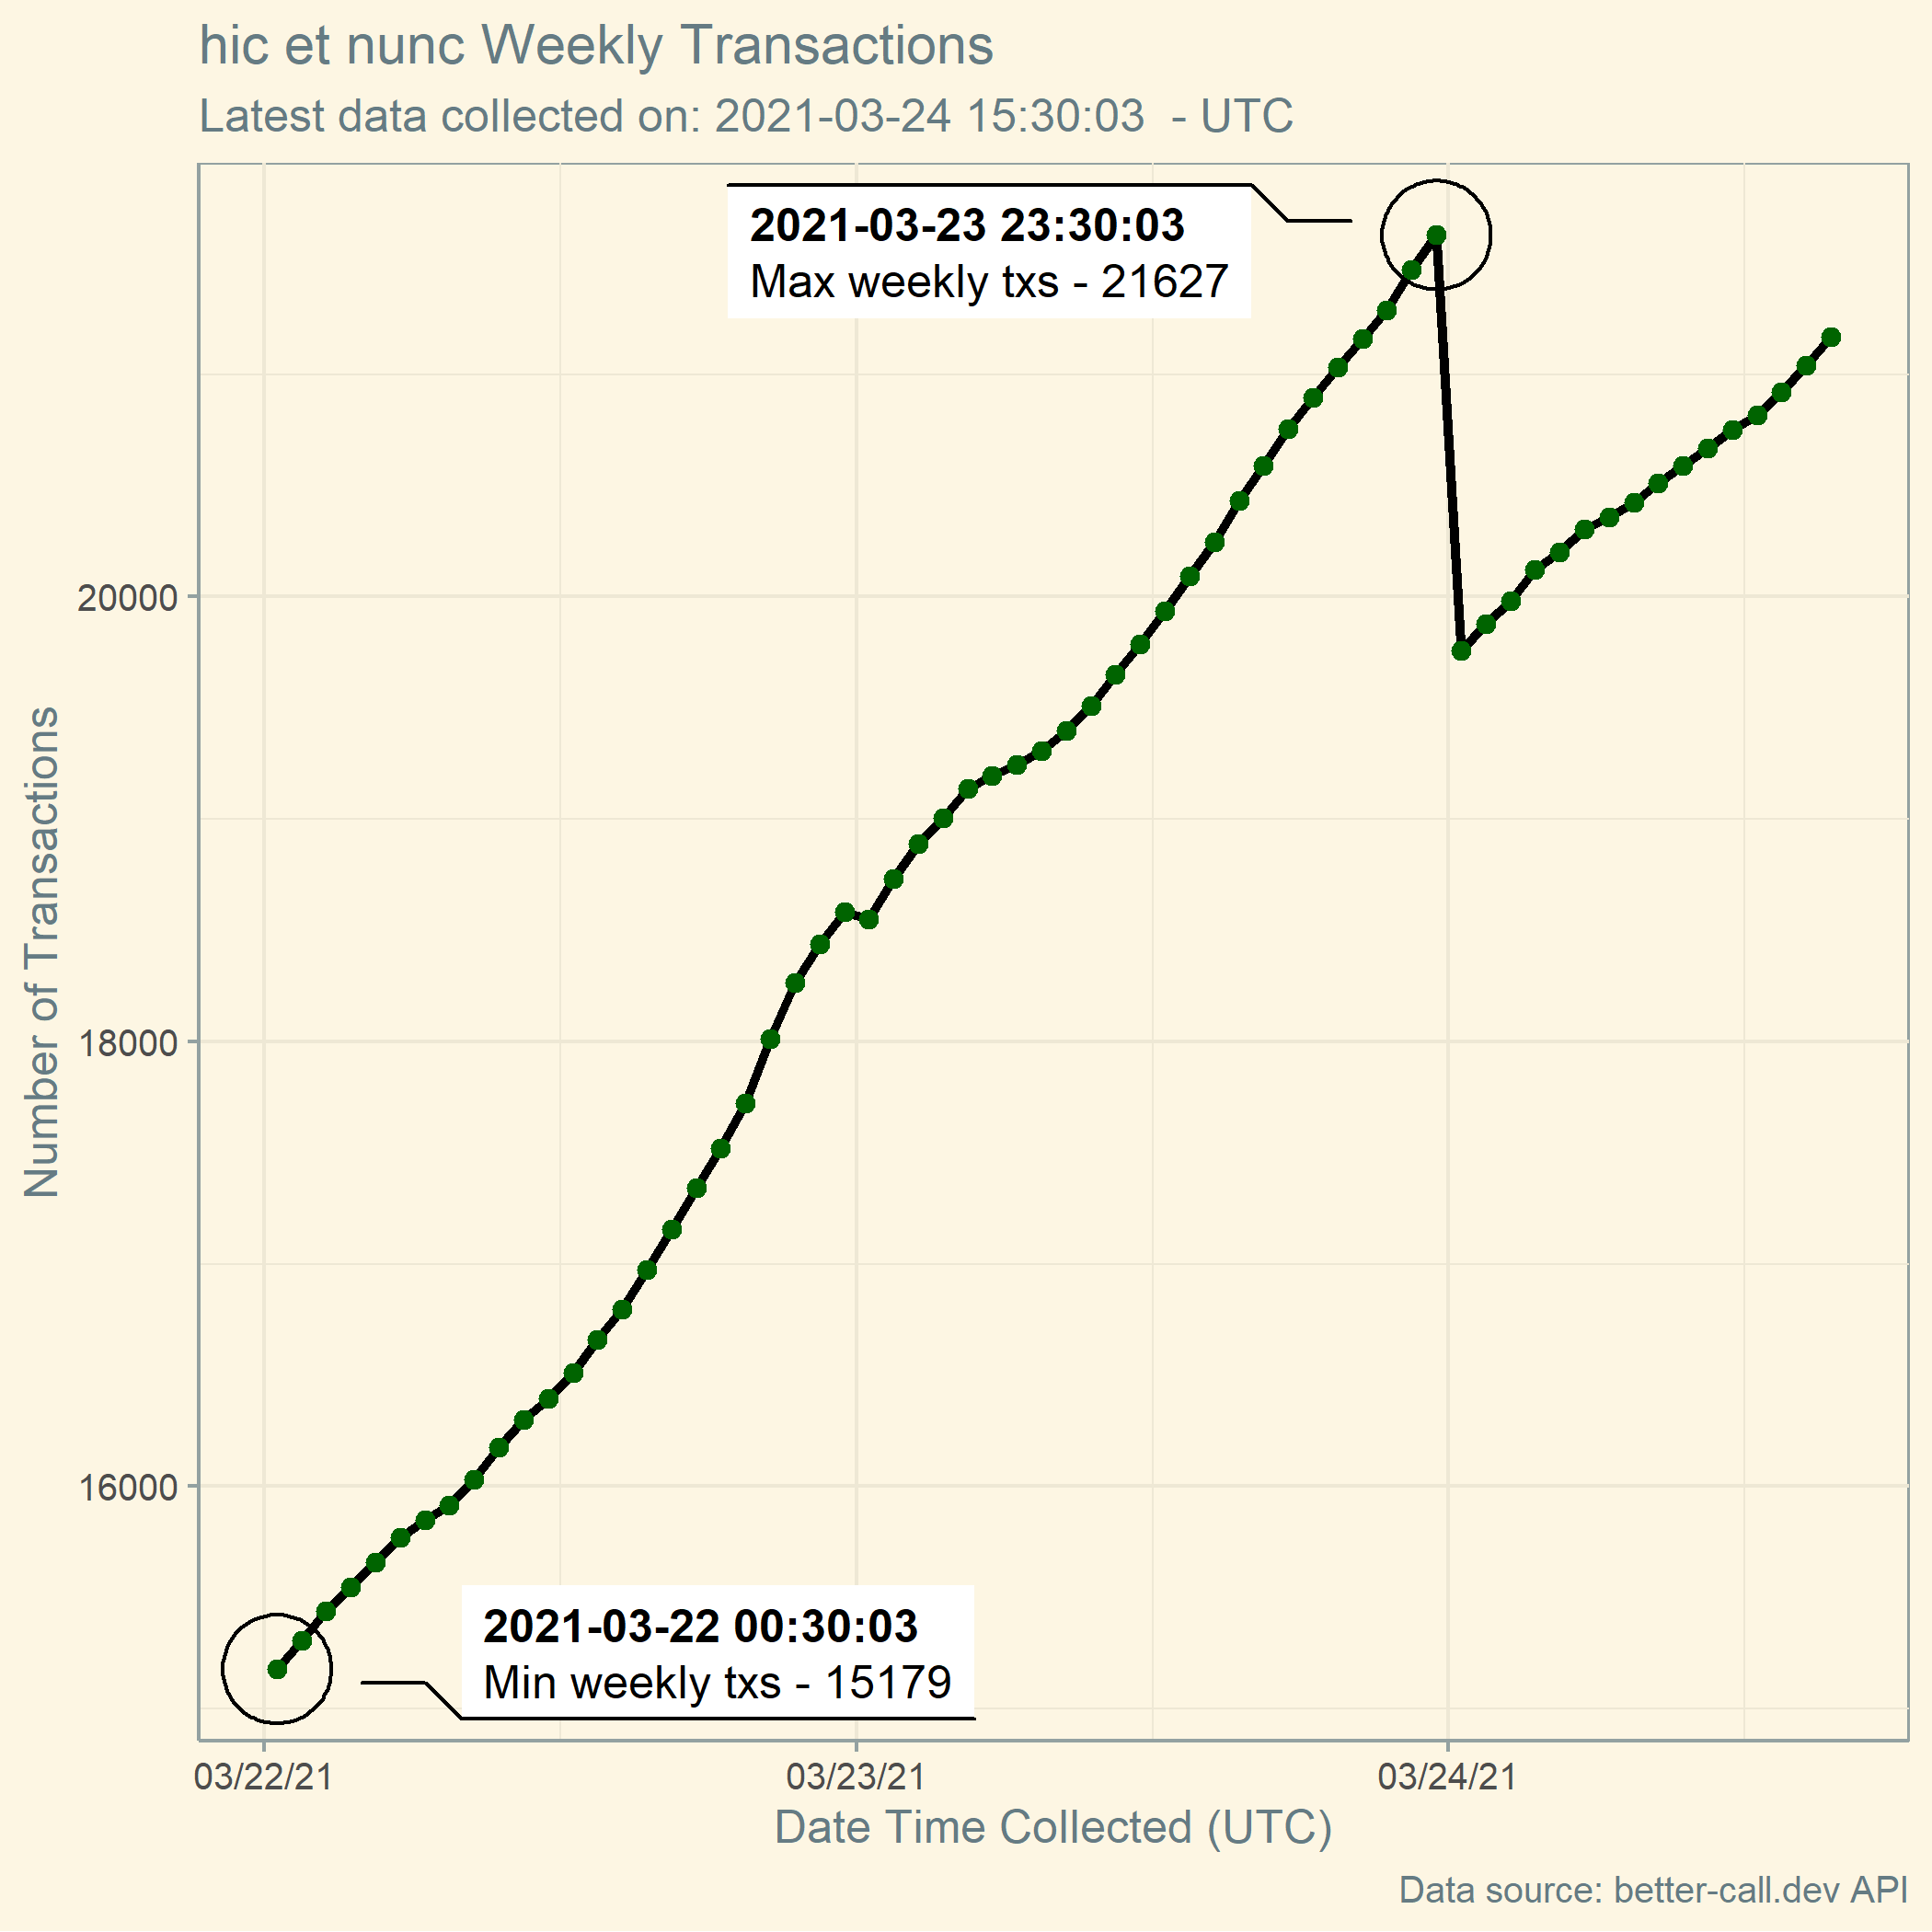 hic et nunc Weekly Transactions
Latest data collected on: 2021-03-24 15:30:03  - UTC
2021-03-23 23:30:03
Max weekly txs - 21627
Number of Transactions
20000
18000
16000
2021-03-22 00:30:03
Min weekly txs - 15179
03/22/21
03/23/21
03/24/21
Date Time Collected (UTC)
Data source: better-call.dev API